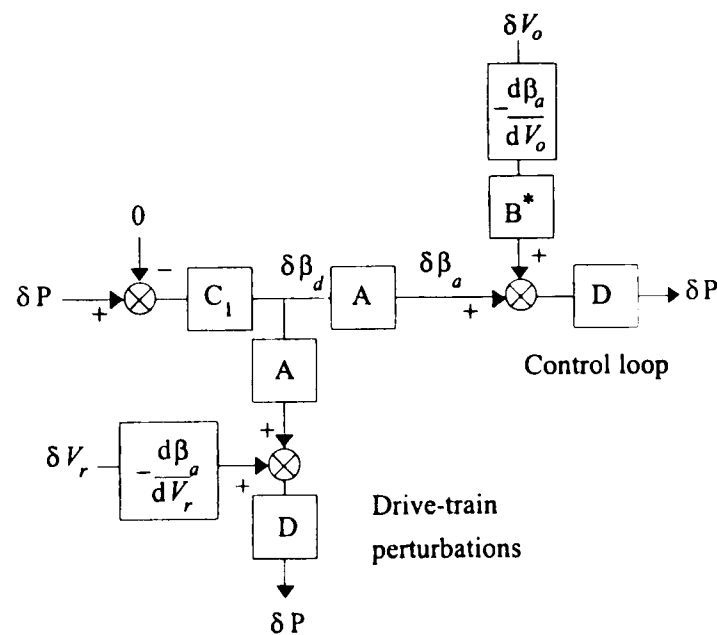 δV_o
-dβ_a/dV_o
B*
0
−
+
δP
+
C_1
δβ_d
A
δβ_a
+
D
δP
A
Control loop
+
δV_r
-dβ_a/dV_r
+
D
Drive-train
perturbations
δP